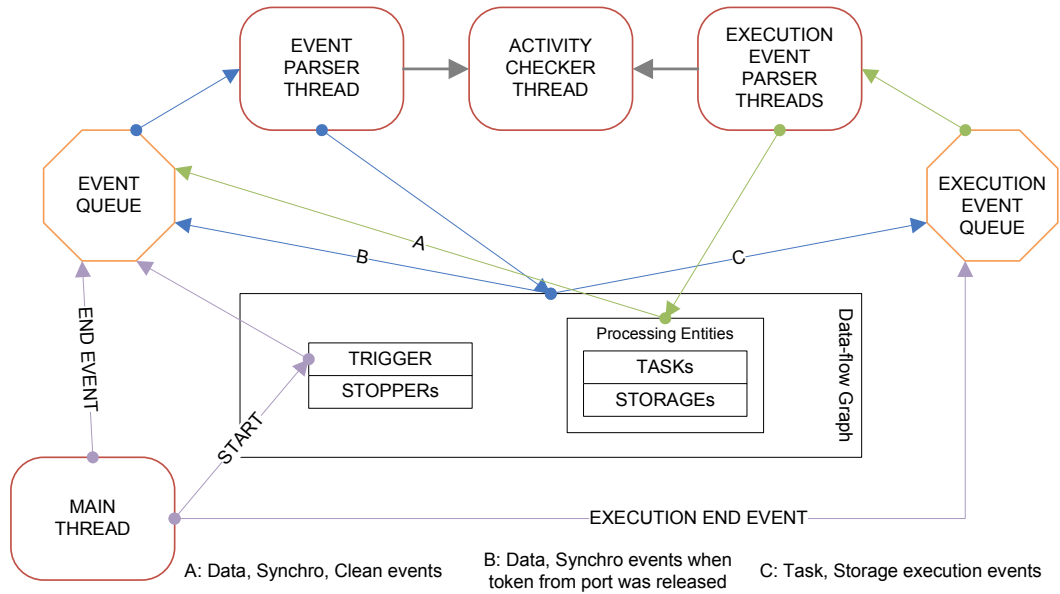 EVENT
PARSER
THREAD
ACTIVITY
CHECKER
THREAD
EXECUTION
EVENT
PARSER
THREADS
EVENT
QUEUE
EXECUTION
EVENT
QUEUE
A
B
C
END EVENT
START
TRIGGER
STOPPERs
Processing Entities
TASKs
STORAGEs
Data-flow Graph
MAIN
THREAD
EXECUTION END EVENT
A: Data, Synchro, Clean events
B: Data, Synchro events when
token from port was released
C: Task, Storage execution events